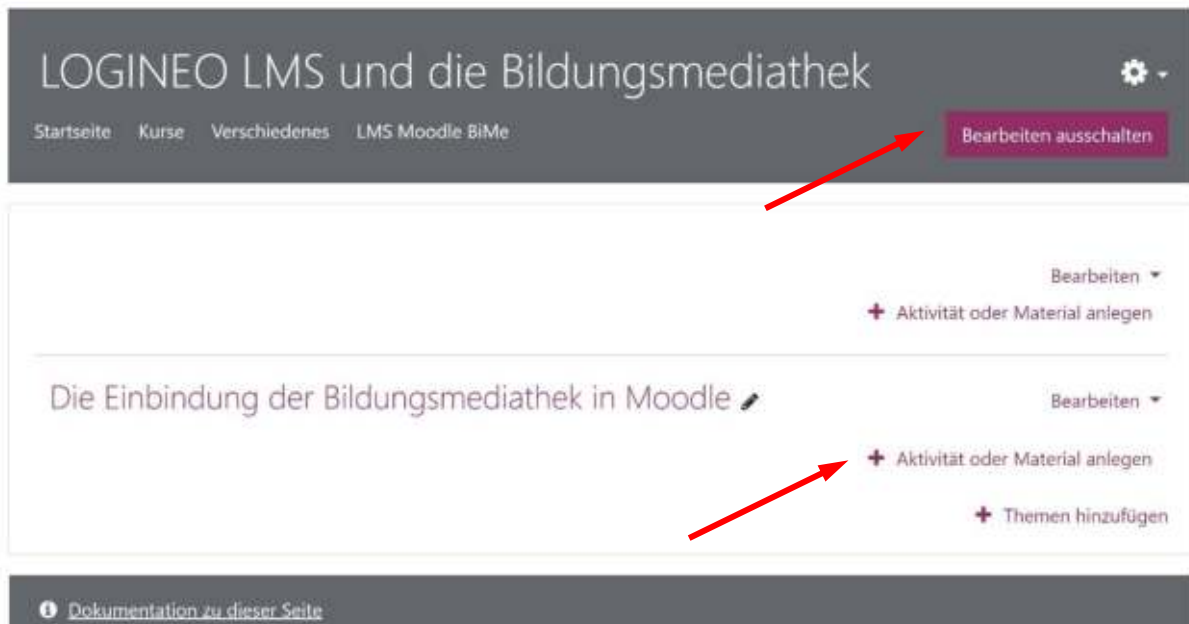 LOGINEO LMS und die Bildungsmediathek
Startseite Kurse Verschiedenes LMS Moodle BiMe
Bearbeiten ausschalten
Bearbeiten
+ Aktivität oder Material anlegen
Die Einbindung der Bildungsmediathek in Moodle
Bearbeiten
+ Aktivität oder Material anlegen
+ Themen hinzufügen
Dokumentation zu dieser Seite